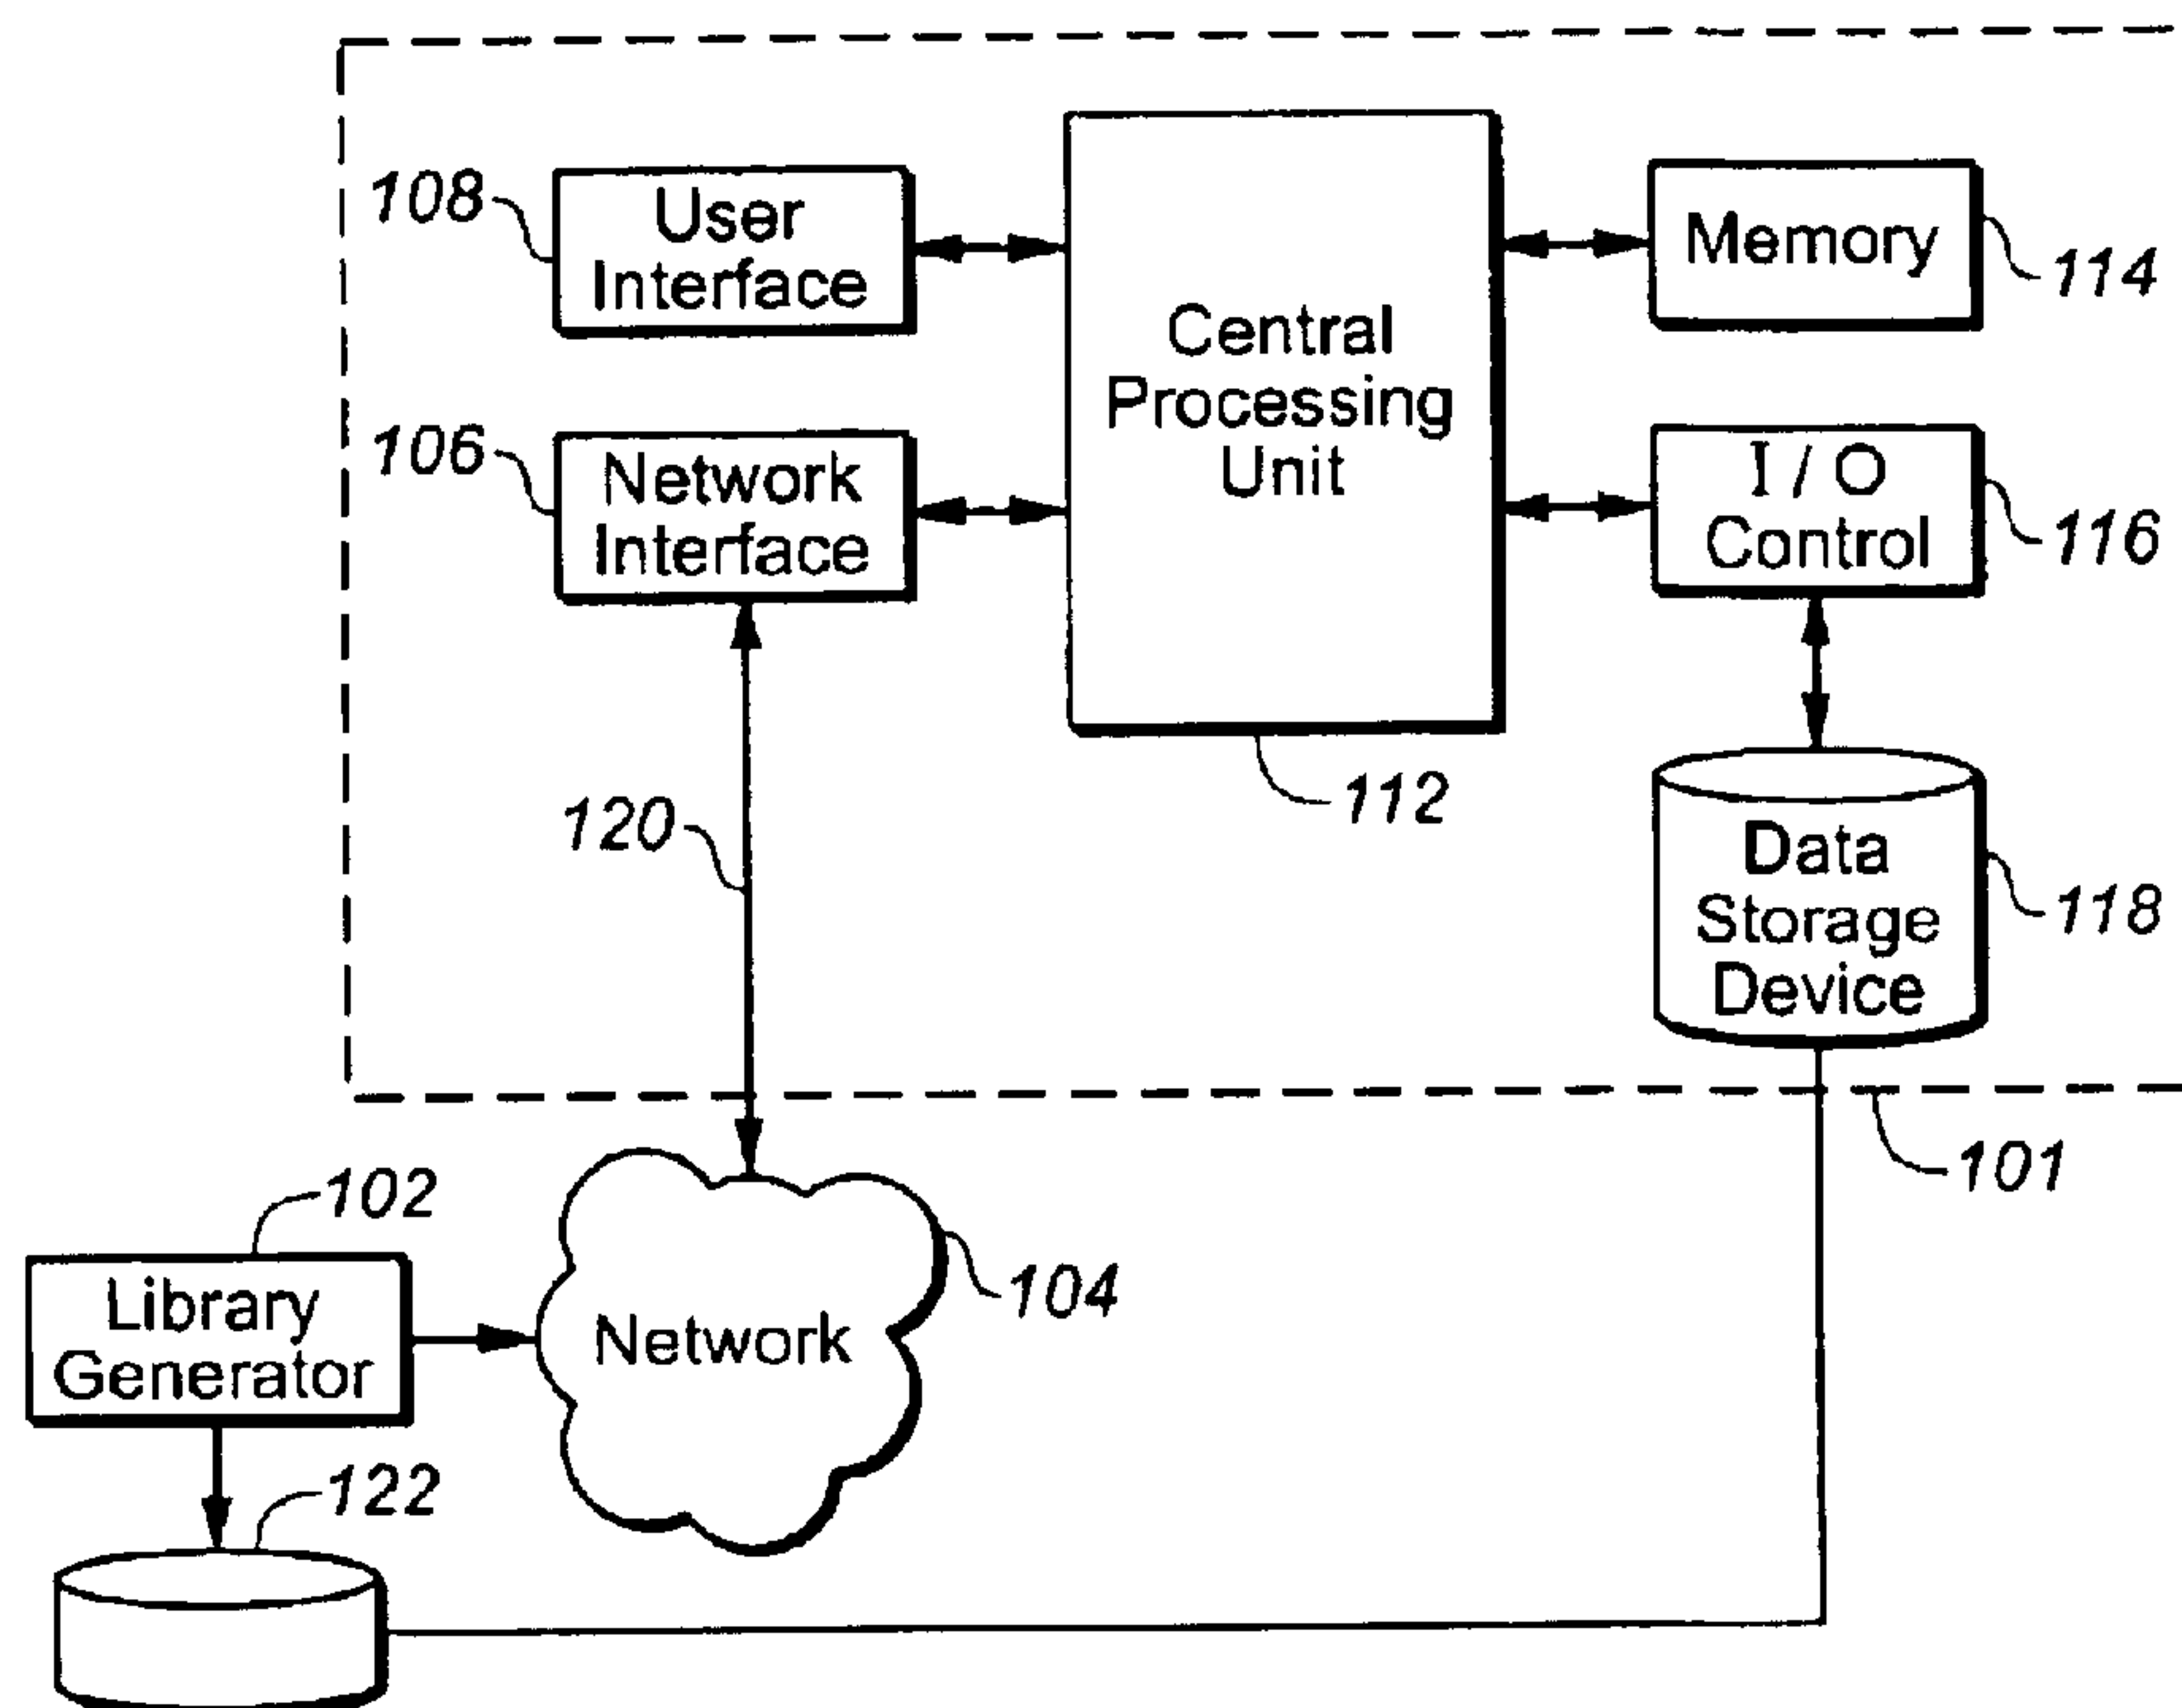 108
User
Interface
Central
Processing
Unit
Memory
114
106
Network
Interface
I / O
Control
116
120
112
Data
Storage
Device
118
101
102
Library
Generator
Network
104
122